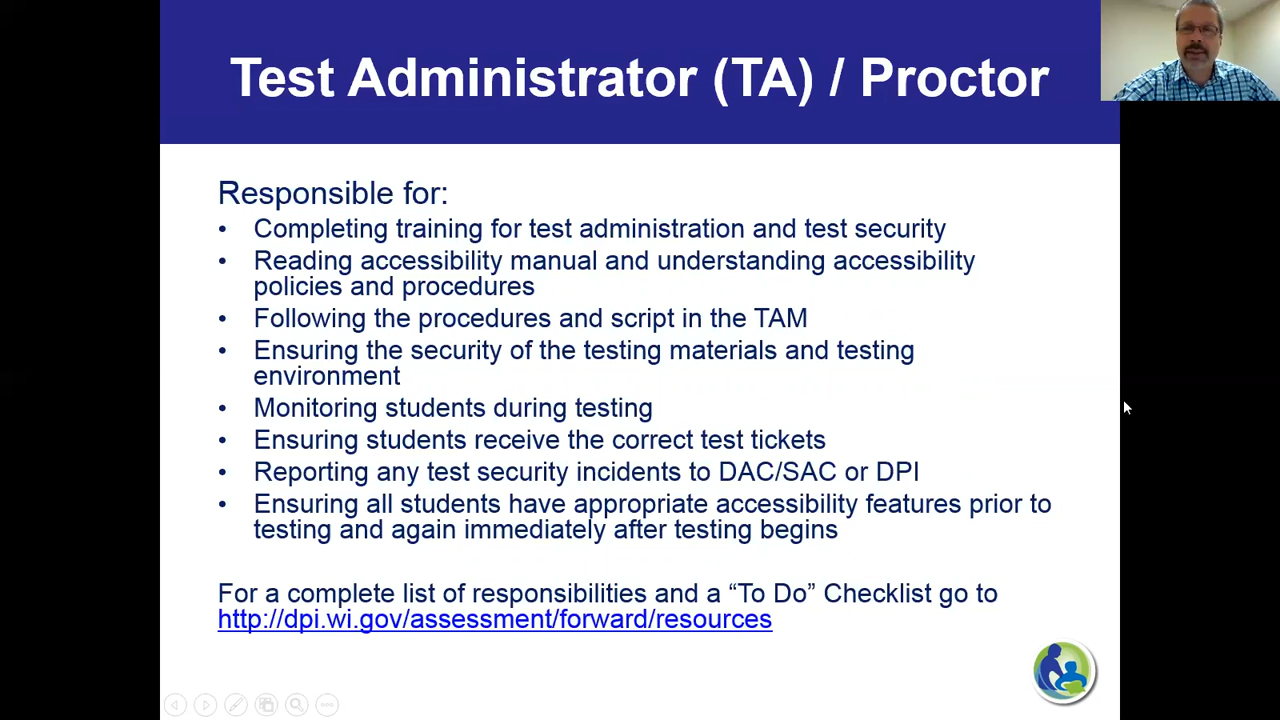 Test Administrator (TA) / Proctor
Responsible for:
• Completing training for test administration and test security
• Reading accessibility manual and understanding accessibility
policies and procedures
• Following the procedures and script in the TAM
• Ensuring the security of the testing materials and testing
environment
• Monitoring students during testing
• Ensuring students receive the correct test tickets
• Reporting any test security incidents to DAC/SAC or DPI
• Ensuring all students have appropriate accessibility features prior to
testing and again immediately after testing begins
For a complete list of responsibilities and a “To Do” Checklist go to
http://dpi.wi.gov/assessment/forward/resources